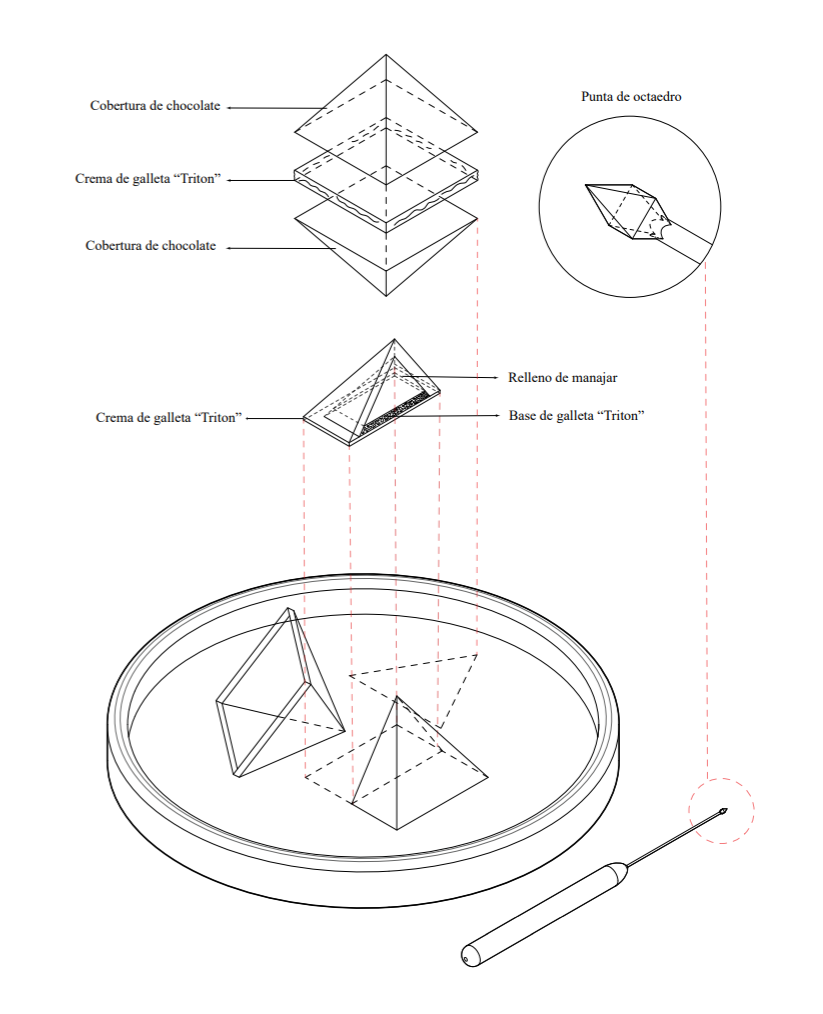 Punta de octaedro
Cobertura de chocolate
Crema de galleta “Triton”
Cobertura de chocolate
Relleno de manajar
Crema de galleta “Triton”
Base de galleta “Triton”